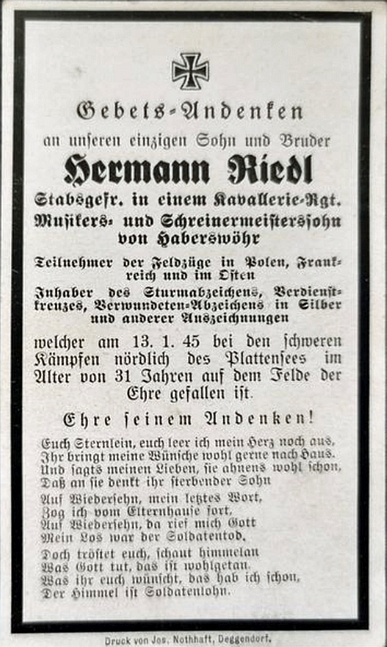 Gebets-Andenken
an unseren einzigen Sohn und Bruder
Hermann Riedl
Stabsgefr. in einem Kavallerie-Rgt.
Musikers- und Schreinermeisterssohn
von Haberswöhr
Teilnehmer der Feldzüge in Polen, Frank-
reich und im Osten
Inhaber des Sturmabzeichens, Verdienst-
kreuzes, Verwundeten-Abzeichens in Silber
und anderer Auszeichnungen
welcher am 13. 1. 45 bei den schweren
Kämpfen nördlich des Plattensees im
Alter von 31 Jahren auf dem Felde der
Ehre gefallen ist.
Ehre seinem Andenken!
Euch Sternlein, euch leer ich mein Herz noch aus,
Ihr bringt meine Wünsche wohl gerne nach Haus.
Und sagts meinen Lieben, sie ahnens wohl schon,
Daß an sie denkt ihr sterbender Sohn
Auf Wiedersehn, mein letztes Wort,
Zog ich vom Elternhause fort,
Auf Wiedersehn, da rief mich Gott
Mein Los war der Soldatentod.
Doch tröstet euch, schaut himmelan
Was Gott tut, das ist wohlgetan.
Was ihr euch wünscht, das hab ich schon,
Der Himmel ist Soldatenlohn.
Druck von Jos. Nothhaft, Deggendorf.